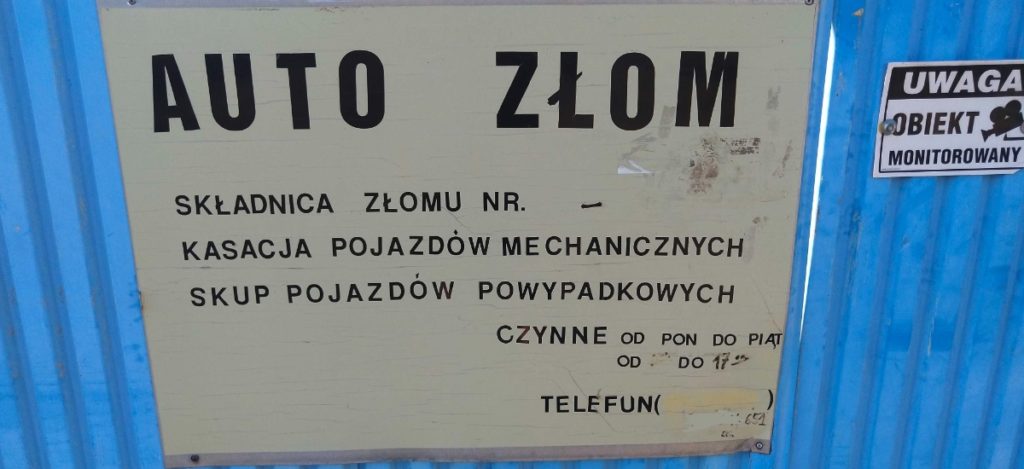 AUTO ZŁOM
SKŁADNICA ZŁOMU NR. -
KASACJA POJAZDÓW MECHANICZNYCH
SKUP POJAZDÓW POWYPADKOWYCH
CZYNNE OD PON DO PIĄT
OD DO 17
TELEFUN( )
UWAGA
OBIEKT
MONITOROWANY